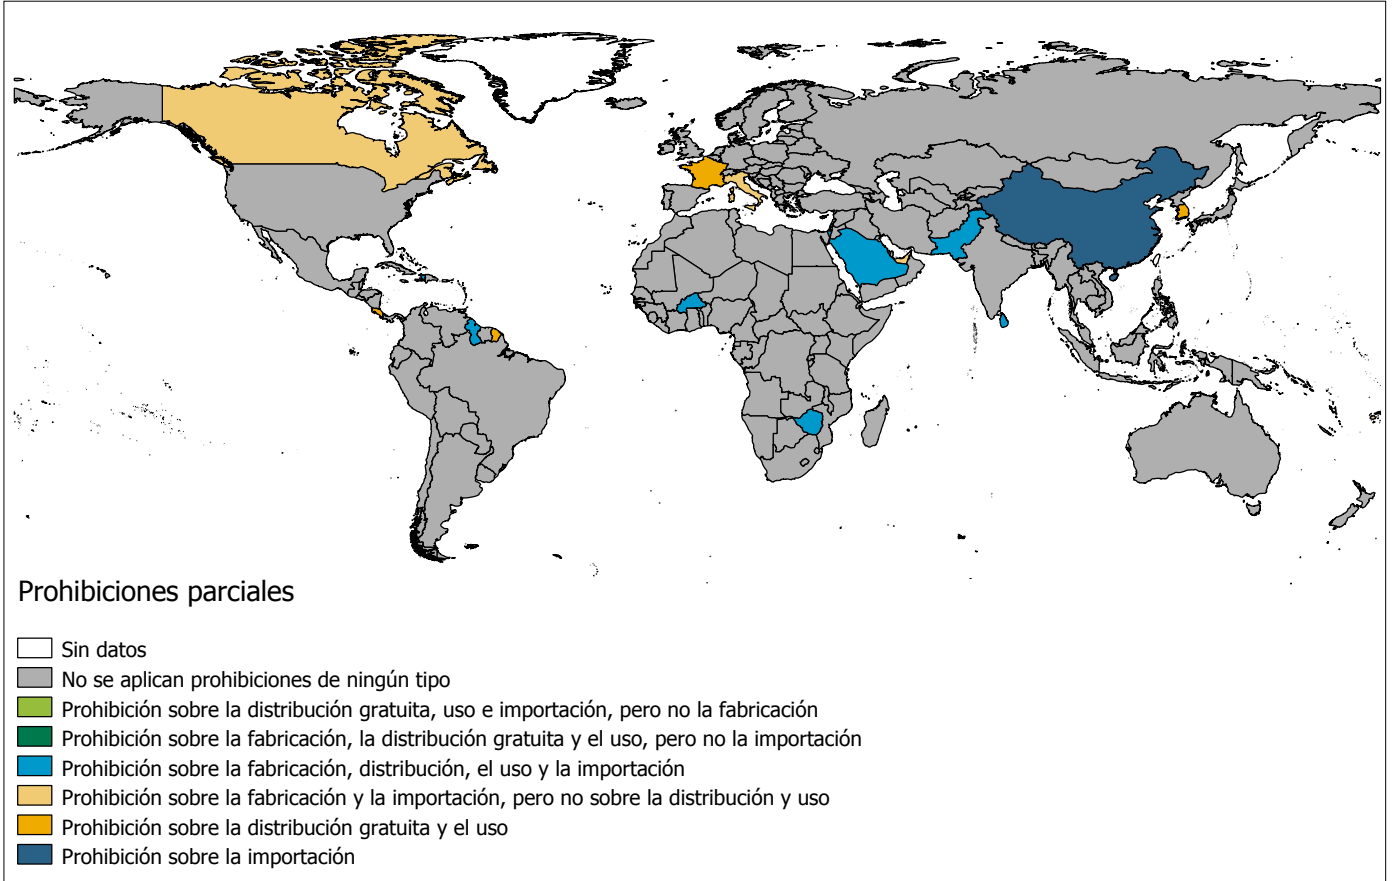 Prohibiciones parciales
Sin datos
No se aplican prohibiciones de ningún tipo
Prohibición sobre la distribución gratuita, uso e importación, pero no la fabricación
Prohibición sobre la fabricación, la distribución gratuita y el uso, pero no la importación
Prohibición sobre la fabricación, distribución, el uso y la importación
Prohibición sobre la fabricación y la importación, pero no sobre la distribución y uso
Prohibición sobre la distribución gratuita y el uso
Prohibición sobre la importación